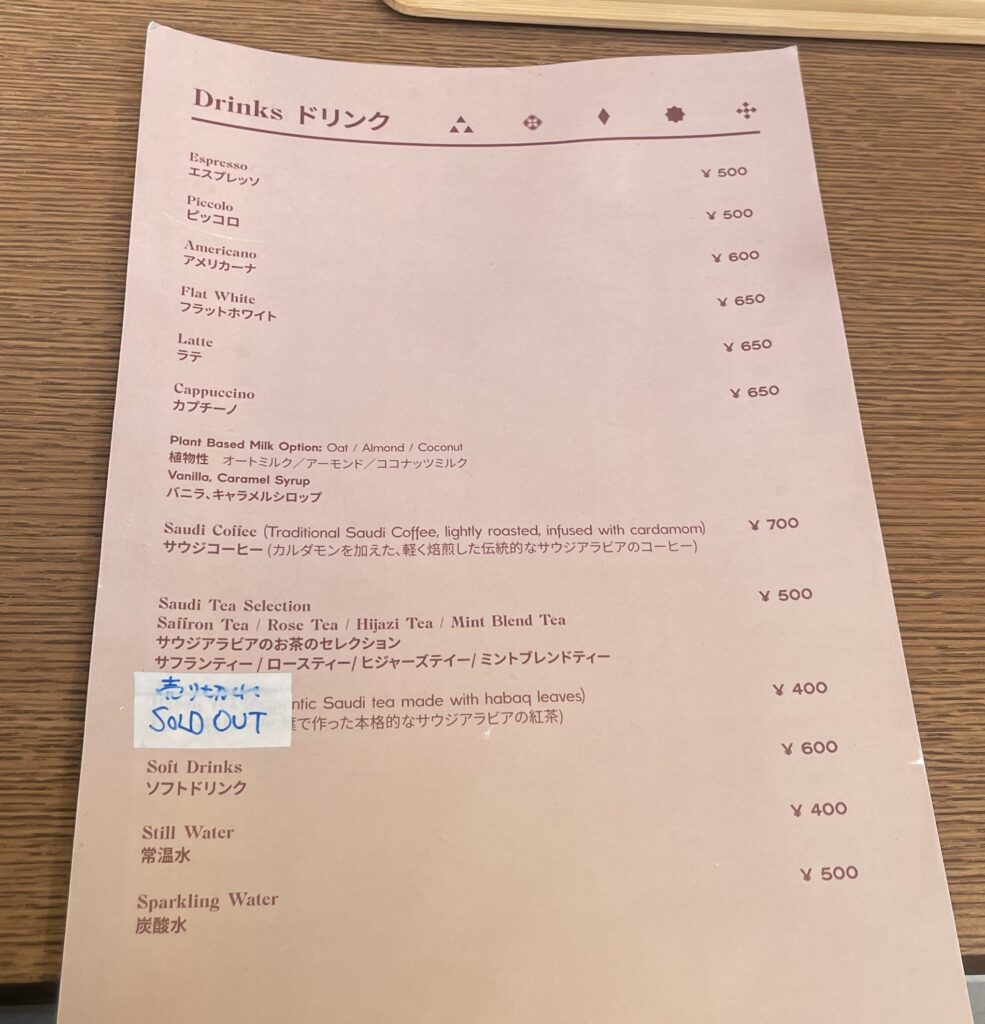 Drinks ドリンク
Espresso ¥ 500
エスプレッソ
Piccolo ¥ 500
ピッコロ
Americano ¥ 600
アメリカーナ
Flat White ¥ 650
フラットホワイト
Latte ¥ 650
ラテ
Cappuccino ¥ 650
カプチーノ
Plant Based Milk Option: Oat / Almond / Coconut
植物性 オートミルク／アーモンド／ココナッツミルク
Vanilla, Caramel Syrup
バニラ、キャラメルシロップ
Saudi Coffee (Traditional Saudi Coffee, lightly roasted, infused with cardamom) ¥ 700
サウジコーヒー (カルダモンを加えた、軽く焙煎した伝統的なサウジアラビアのコーヒー)
Saudi Tea Selection ¥ 500
Saffron Tea / Rose Tea / Hijazi Tea / Mint Blend Tea
サウジアラビアのお茶のセレクション
サフランティー / ロースティー / ヒジャーズテイー / ミントブレンドティー
売り切れ
SOLD OUT
ntic Saudi tea made with habaq leaves) ¥ 400
葉で作った本格的なサウジアラビアの紅茶)
Soft Drinks ¥ 600
ソフトドリンク
Still Water ¥ 400
常温水
Sparkling Water ¥ 500
炭酸水